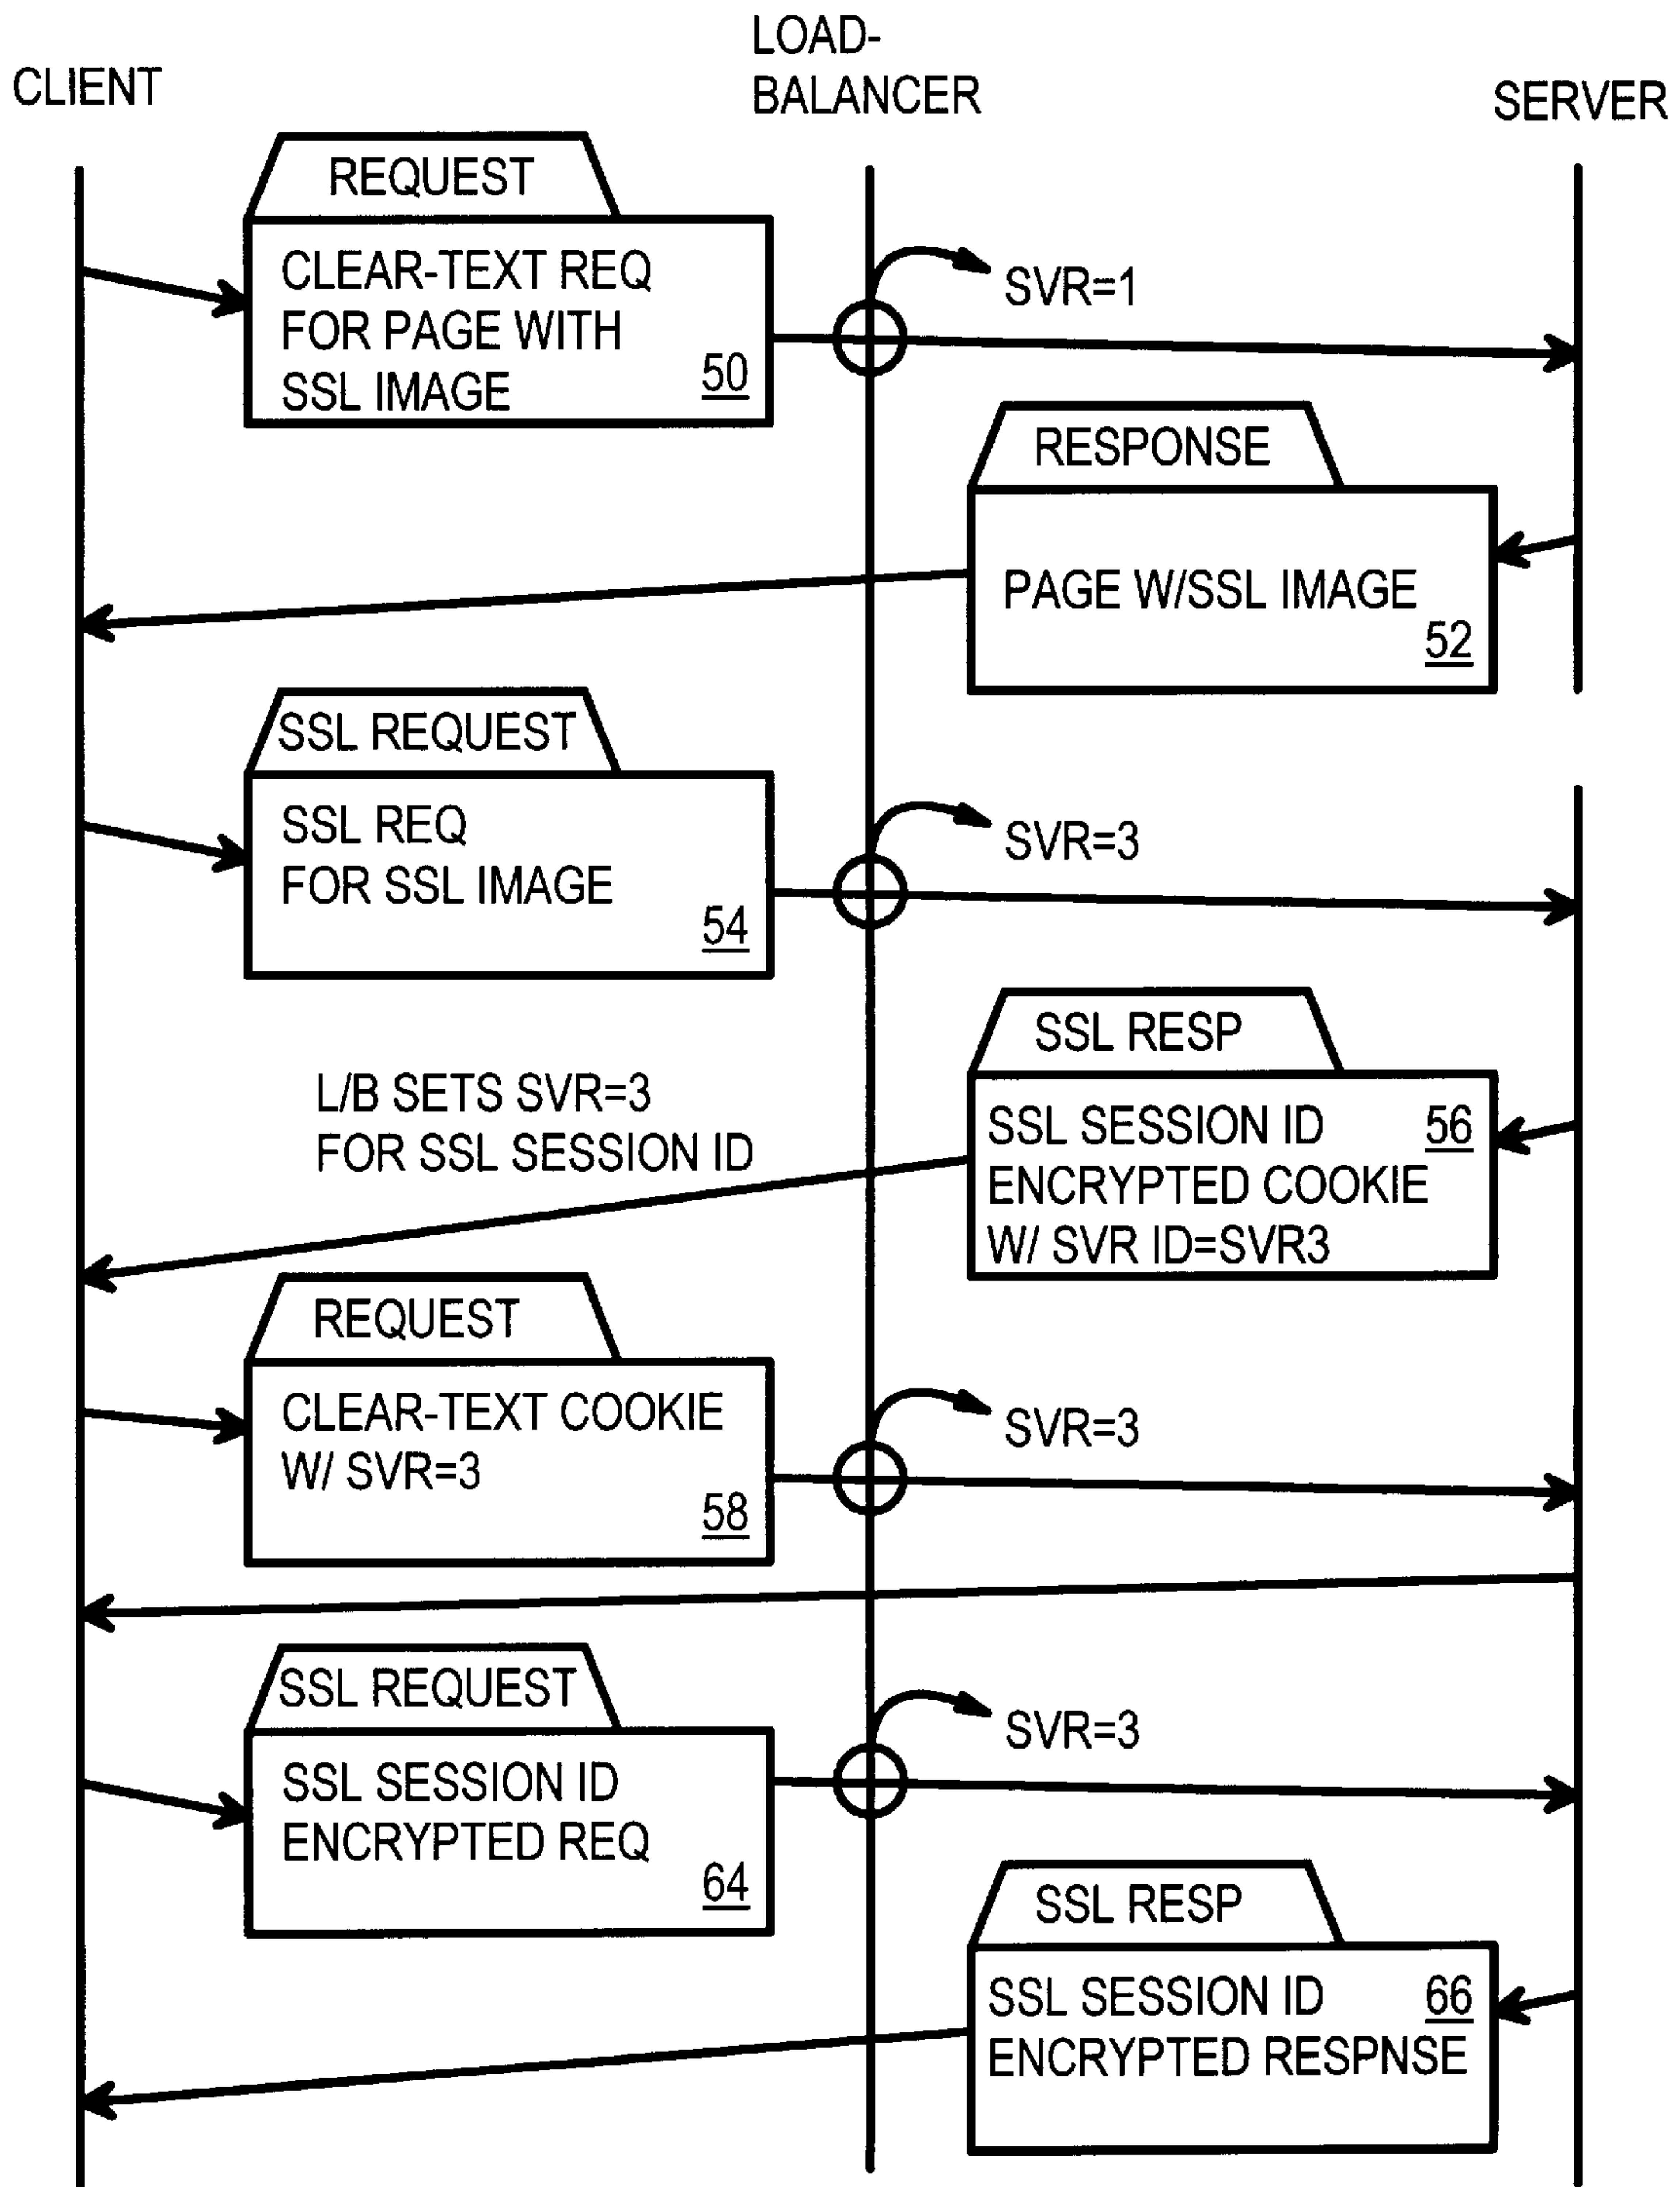 CLIENT
LOAD-
BALANCER
SERVER
REQUEST
CLEAR-TEXT REQ
FOR PAGE WITH
SSL IMAGE
50
SVR=1
RESPONSE
PAGE W/SSL IMAGE
52
SSL REQUEST
SSL REQ
FOR SSL IMAGE
54
SVR=3
SSL RESP
SSL SESSION ID
ENCRYPTED COOKIE
W/ SVR ID=SVR3
56
L/B SETS SVR=3
FOR SSL SESSION ID
REQUEST
CLEAR-TEXT COOKIE
W/ SVR=3
58
SVR=3
SSL REQUEST
SSL SESSION ID
ENCRYPTED REQ
64
SVR=3
SSL RESP
SSL SESSION ID
ENCRYPTED RESPNSE
66